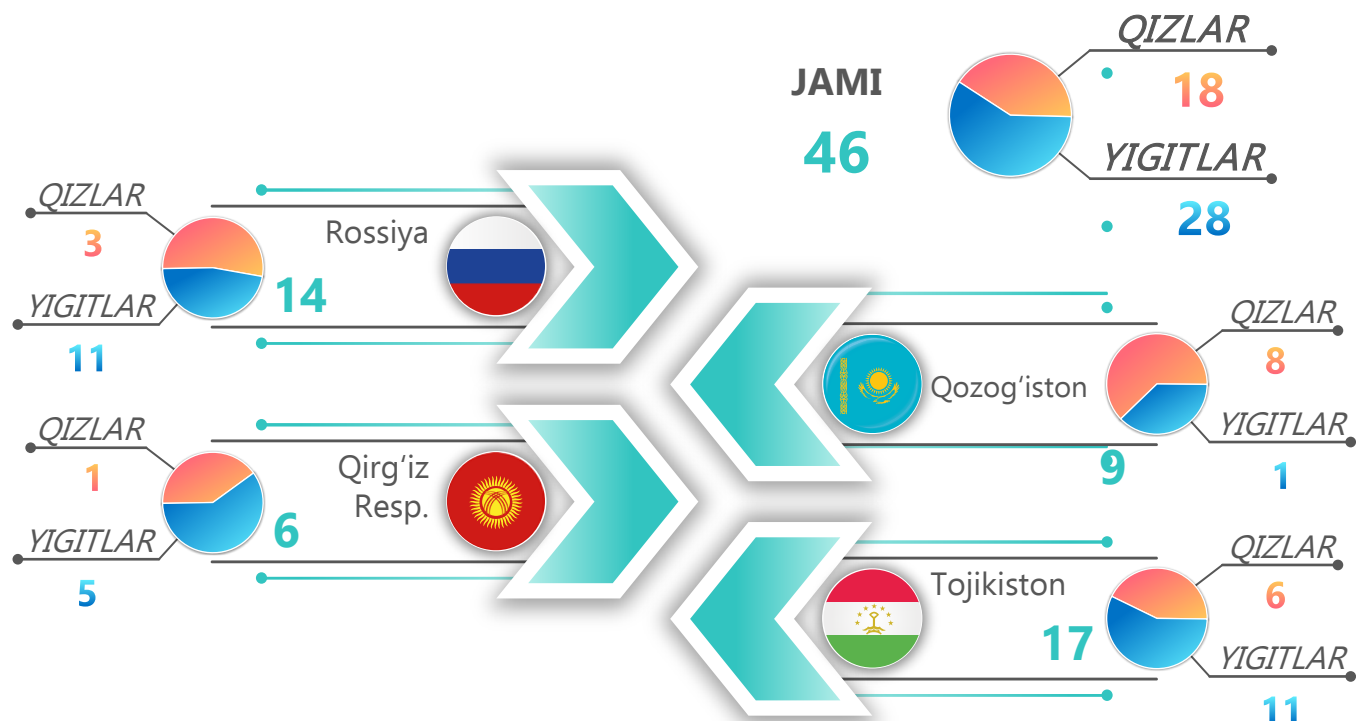 JAMI
46
QIZLAR
18
YIGITLAR
28
QIZLAR
3
YIGITLAR
11
14
Rossiya
Qozog‘iston
9
QIZLAR
8
YIGITLAR
1
QIZLAR
1
YIGITLAR
5
6
Qirg‘iz
Resp.
Tojikiston
17
QIZLAR
6
YIGITLAR
11